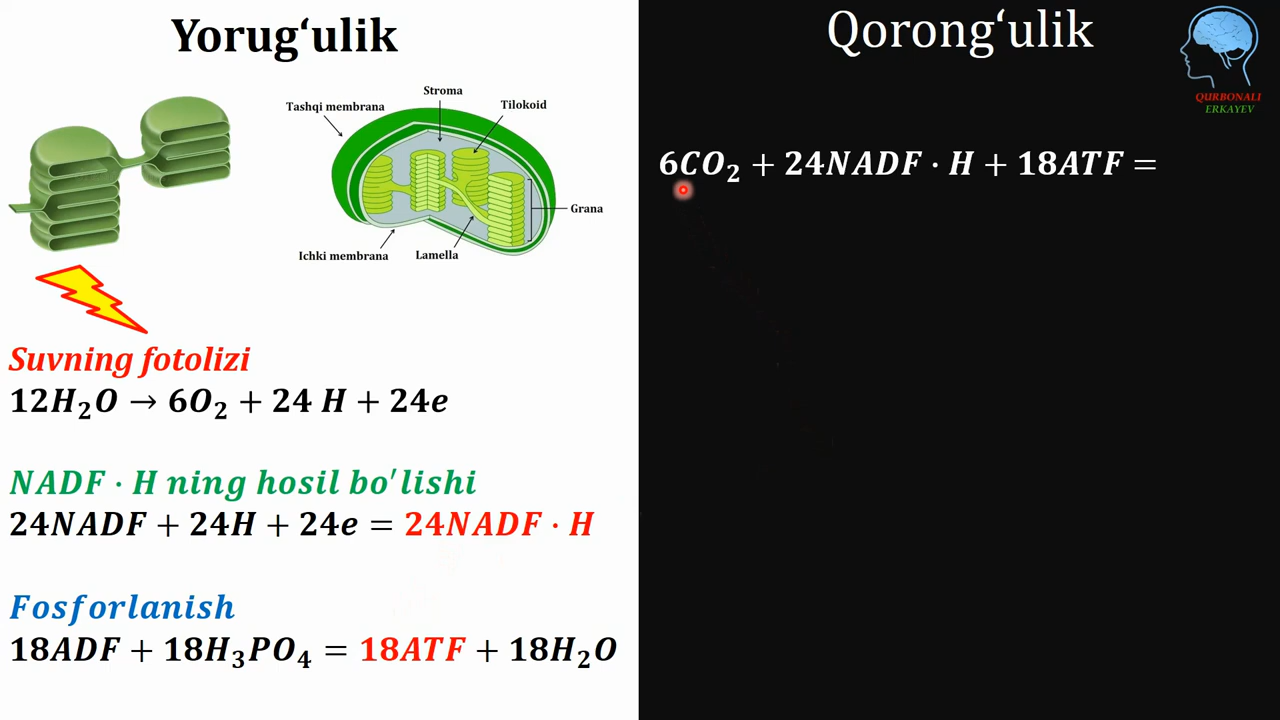 Yorug‘ulik
Tashqi membrana
Stroma
Tilokoid
Grana
Ichki membrana
Lamella
Suvning fotolizi
12H₂O → 6O₂ + 24 H + 24e
NADF · H ning hosil bo'lishi
24NADF + 24H + 24e = 24NADF · H
Fosforlanish
18ADF + 18H₃PO₄ = 18ATF + 18H₂O
Qorong‘ulik
QURBONALI
ERKAYEV
6CO₂ + 24NADF · H + 18ATF =